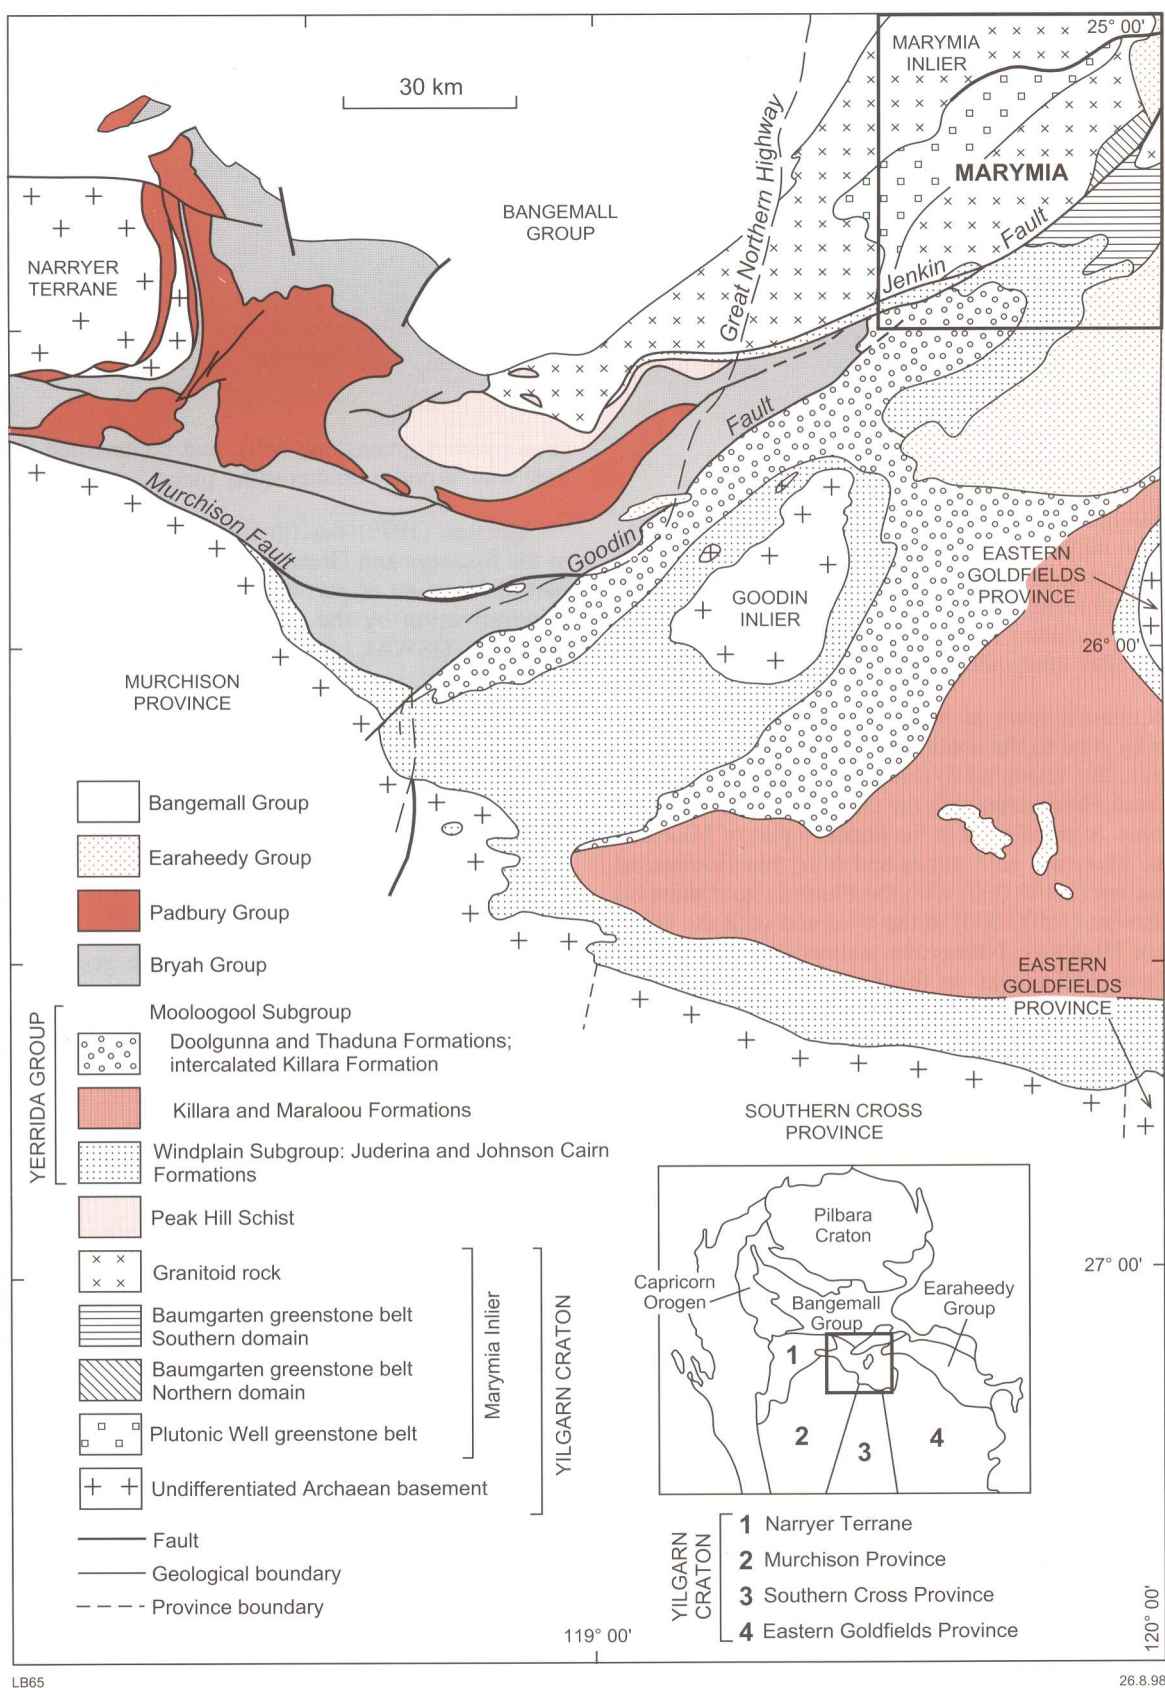 MARYMIA
INLIER
25° 00'
30 km
Great Northern Highway
MARYMIA
BANGEMALL
GROUP
Jenkin Fault
NARRYER
TERRANE
Murchison Fault
Goodin Fault
EASTERN
GOLDFIELDS
PROVINCE
GOODIN
INLIER
26° 00'
MURCHISON
PROVINCE
Bangemall Group
Earaheedy Group
Padbury Group
Bryah Group
EASTERN
GOLDFIELDS
PROVINCE
YERRIDA GROUP
Mooloogool Subgroup
Doolgunna and Thaduna Formations;
intercalated Killara Formation
Killara and Maraloou Formations
Windplain Subgroup: Juderina and Johnson Cairn
Formations
SOUTHERN CROSS
PROVINCE
Peak Hill Schist
Granitoid rock
Baumgarten greenstone belt
Southern domain
Baumgarten greenstone belt
Northern domain
Plutonic Well greenstone belt
Undifferentiated Archaean basement
Marymia Inlier
YILGARN CRATON
Fault
Geological boundary
Province boundary
Pilbara
Craton
Capricorn
Orogen
Bangemall
Group
Earaheedy
Group
1
2
3
4
27° 00'
YILGARN
CRATON
1 Narryer Terrane
2 Murchison Province
3 Southern Cross Province
4 Eastern Goldfields Province
119° 00'
120° 00'
LB65
26.8.98